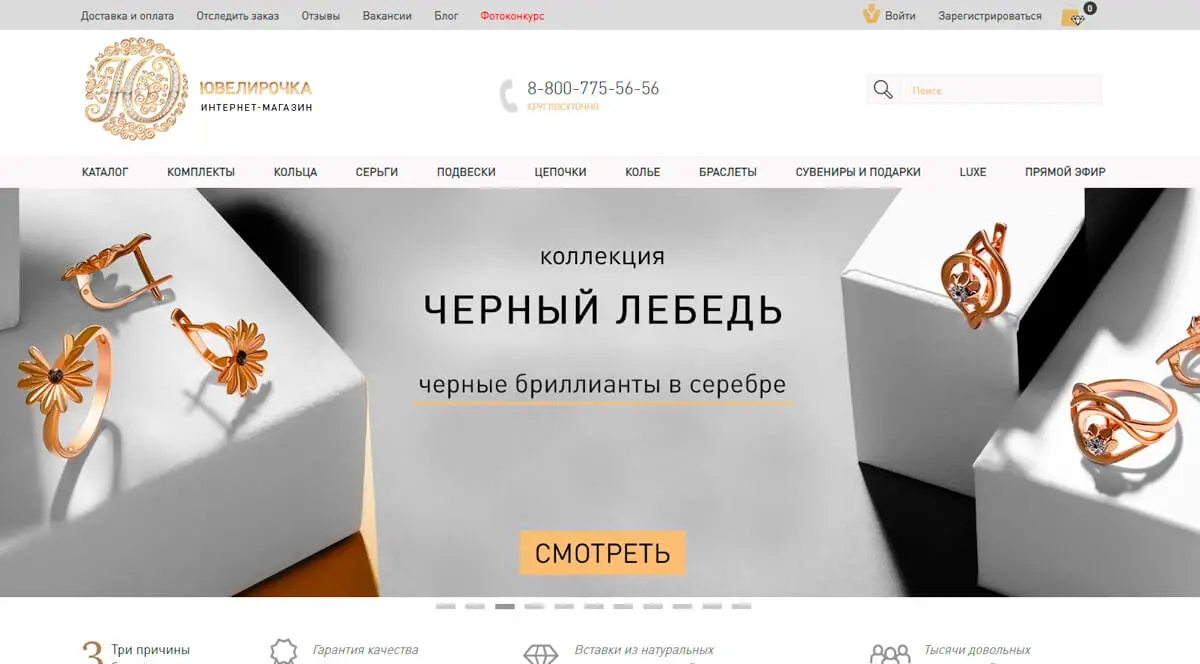 Доставка и оплата Отследить заказ Отзывы Вакансии Блог Фотоконкурс Войти Зарегистрироваться 0
ЮВЕЛИРОЧКА
ИНТЕРНЕТ-МАГАЗИН
8-800-775-56-56
КРУГЛОСУТОЧНО
Поиск
КАТАЛОГ КОМПЛЕКТЫ КОЛЬЦА СЕРЬГИ ПОДВЕСКИ ЦЕПОЧКИ КОЛЬЕ БРАСЛЕТЫ СУВЕНИРЫ И ПОДАРКИ LUXE ПРЯМОЙ ЭФИР
коллекция
ЧЕРНЫЙ ЛЕБЕДЬ
черные бриллианты в серебре
СМОТРЕТЬ
3 Три причины Гарантия качества Вставки из натуральных Тысячи довольных